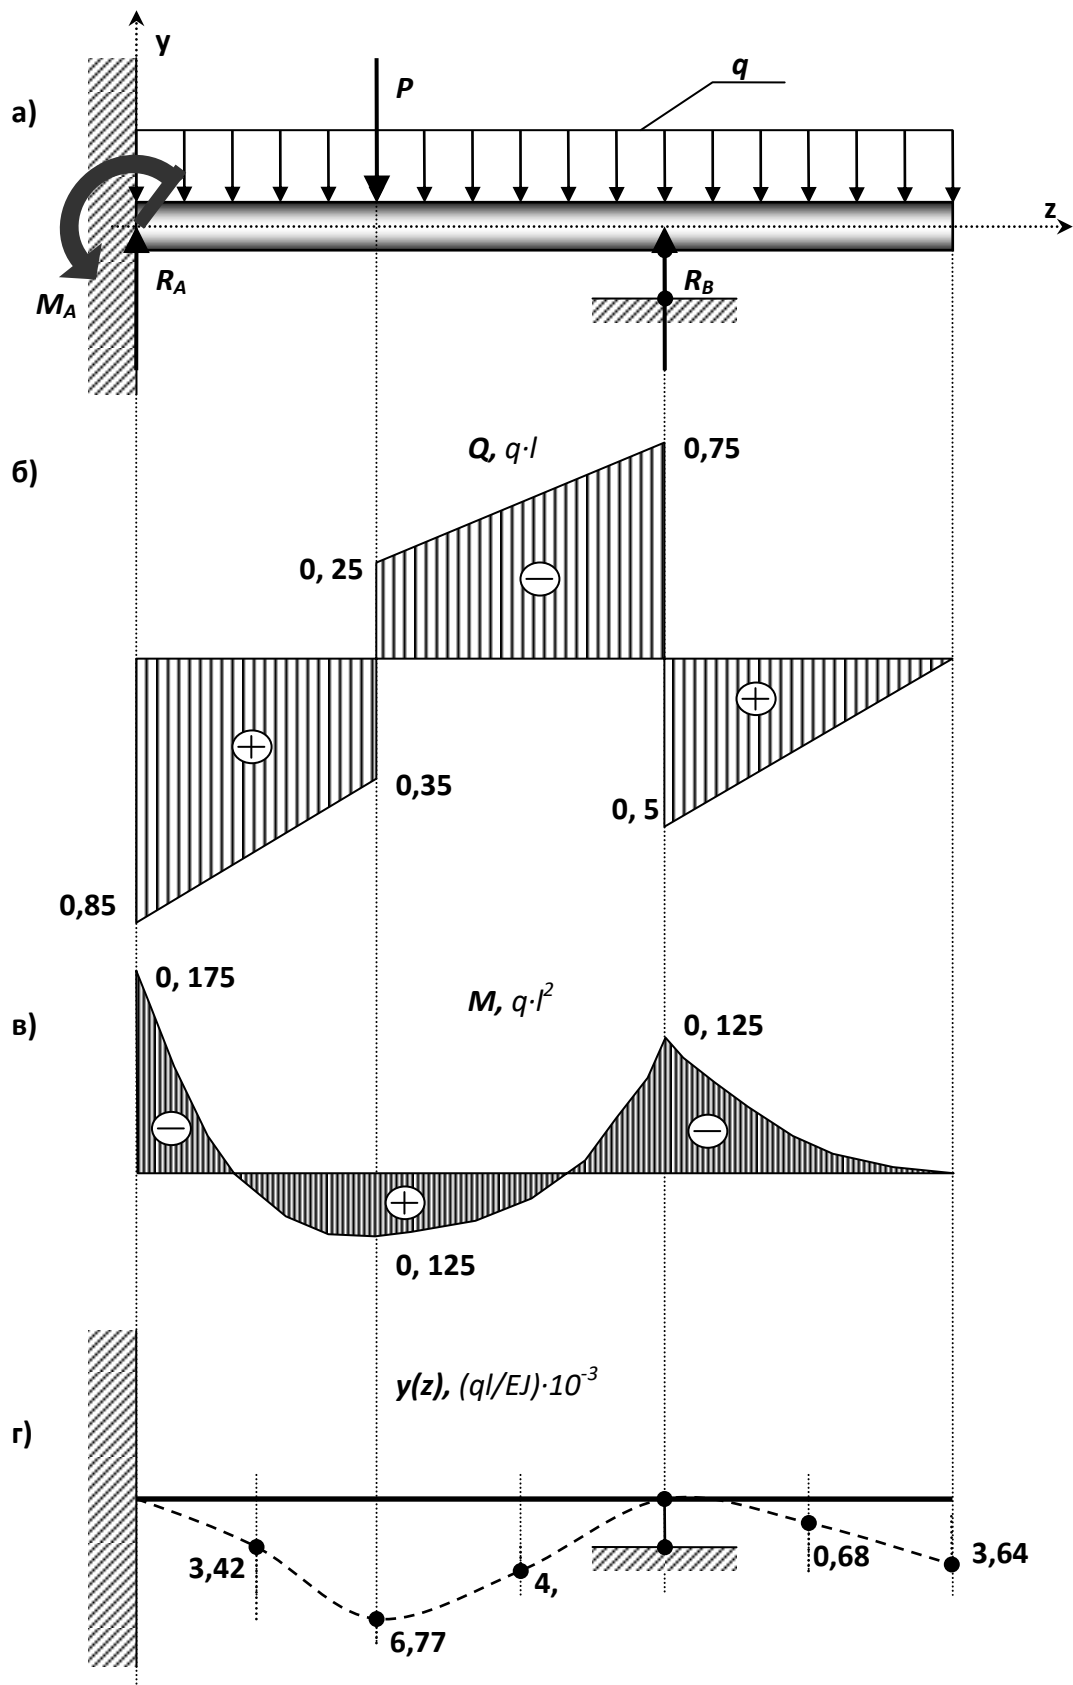 y
а)
P
q
z
R_A
R_B
M_A
б)
Q, q·l
0,75
0, 25
0,35
0, 5
0,85
0, 175
в)
M, q·l²
0, 125
0, 125
г)
y(z), (ql/EJ)·10⁻³
3,42
6,77
4,
0,68
3,64